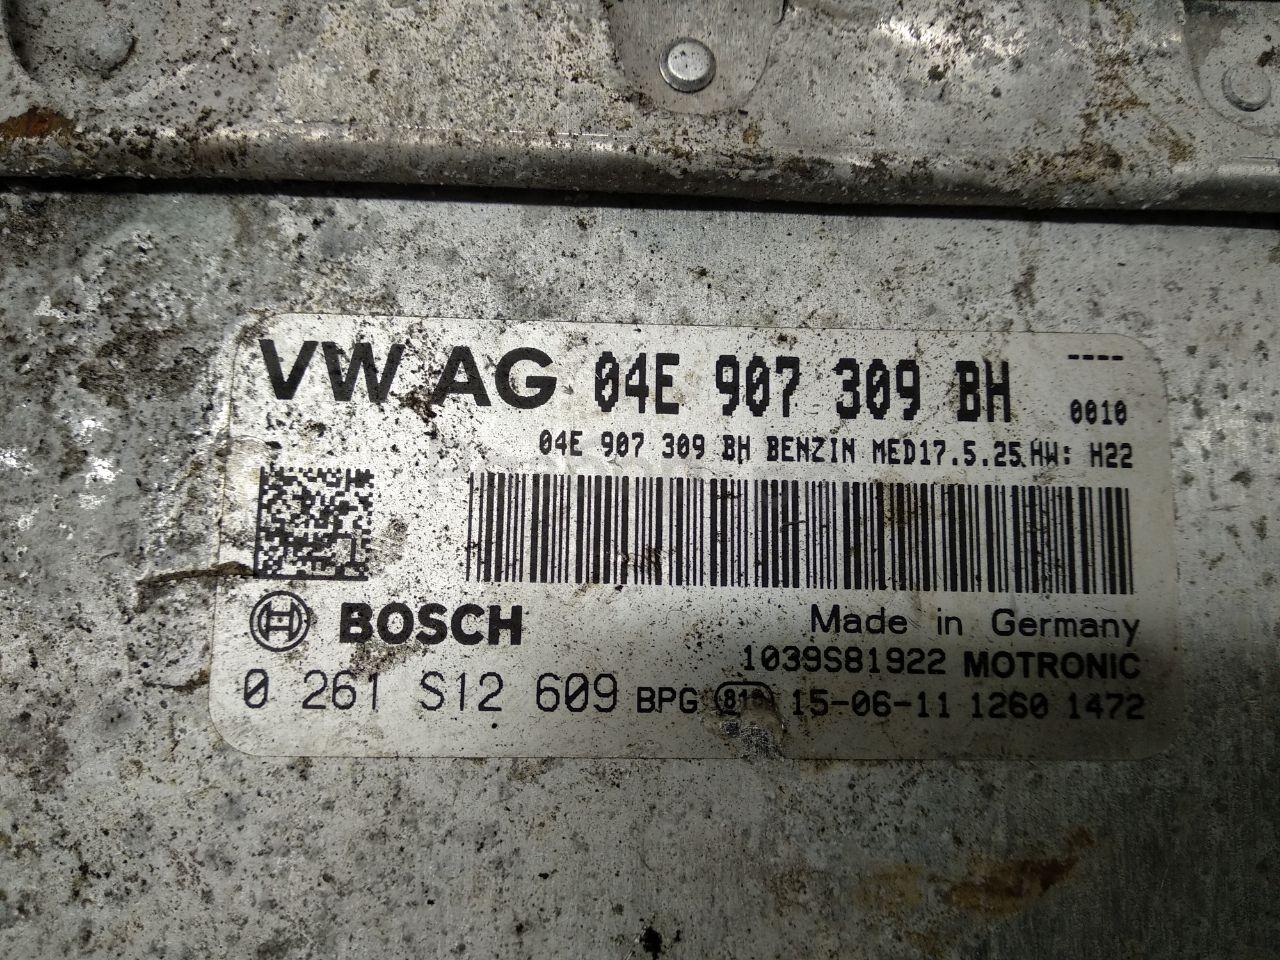 VW AG 04E 907 309 BH ----
0010
04E 907 309 BH BENZIN MED17.5.25 HW: H22
BOSCH
Made in Germany
1039S81922 MOTRONIC
0 261 S12 609 BPG 15-06-11 1260 1472